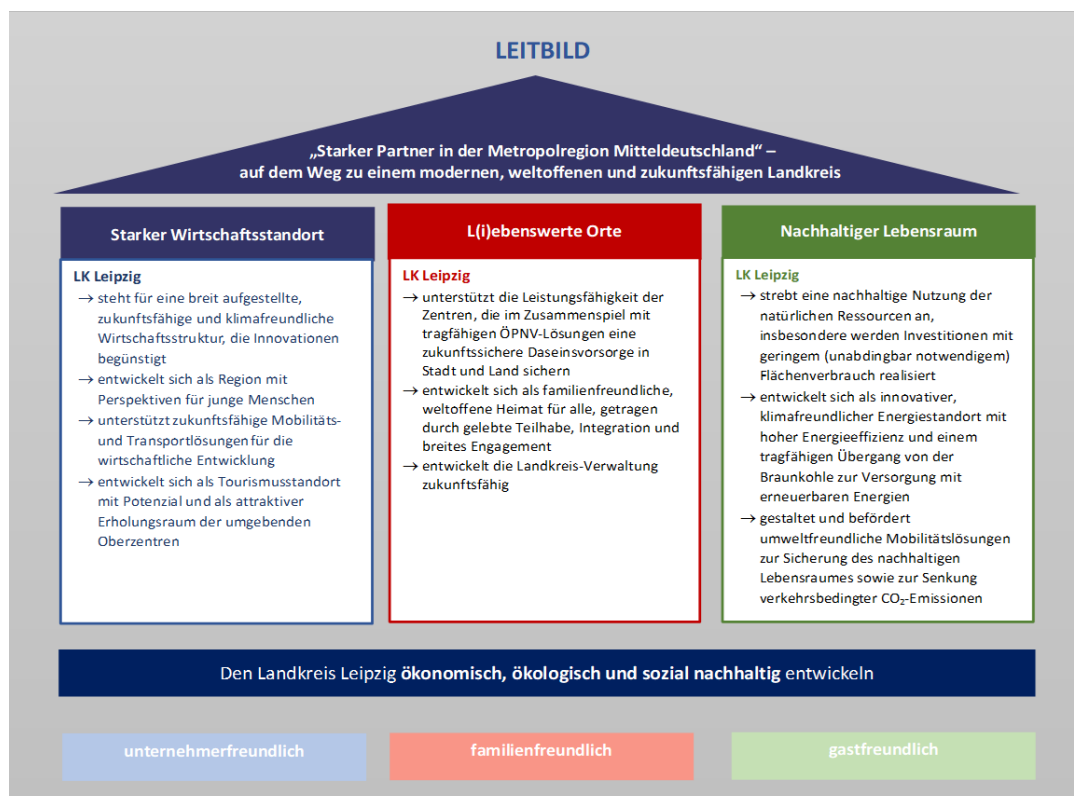 LEITBILD
„Starker Partner in der Metropolregion Mitteldeutschland“ –
auf dem Weg zu einem modernen, weltoffenen und zukunftsfähigen Landkreis
Starker Wirtschaftsstandort
LK Leipzig
→ steht für eine breit aufgestellte,
zukunftsfähige und klimafreundliche
Wirtschaftsstruktur, die Innovationen
begünstigt
→ entwickelt sich als Region mit
Perspektiven für junge Menschen
→ unterstützt zukunftsfähige Mobilitäts-
und Transportlösungen für die
wirtschaftliche Entwicklung
→ entwickelt sich als Tourismusstandort
mit Potenzial und als attraktiver
Erholungsraum der umgebenden
Oberzentren
L(i)ebenswerte Orte
LK Leipzig
→ unterstützt die Leistungsfähigkeit der
Zentren, die im Zusammenspiel mit
tragfähigen ÖPNV-Lösungen eine
zukunftssichere Daseinsvorsorge in
Stadt und Land sichern
→ entwickelt sich als familienfreundliche,
weltoffene Heimat für alle, getragen
durch gelebte Teilhabe, Integration und
breites Engagement
→ entwickelt die Landkreis-Verwaltung
zukunftsfähig
Nachhaltiger Lebensraum
LK Leipzig
→ strebt eine nachhaltige Nutzung der
natürlichen Ressourcen an,
insbesondere werden Investitionen mit
geringem (unabdingbar notwendigem)
Flächenverbrauch realisiert
→ entwickelt sich als innovativer,
klimafreundlicher Energiestandort mit
hoher Energieeffizienz und einem
tragfähigen Übergang von der
Braunkohle zur Versorgung mit
erneuerbaren Energien
→ gestaltet und befördert
umweltfreundliche Mobilitätslösungen
zur Sicherung des nachhaltigen
Lebensraumes sowie zur Senkung
verkehrsbedingter CO₂-Emissionen
Den Landkreis Leipzig ökonomisch, ökologisch und sozial nachhaltig entwickeln
unternehmerfreundlich
familienfreundlich
gastfreundlich